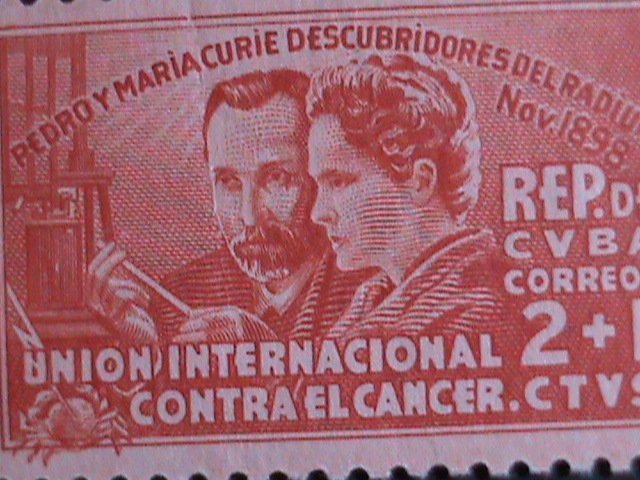 PEDRO Y MARIA CURIE DESCUBRIDORES DEL RADIU
Nov. 1898.
REP. D
CVBA
CORREO
2 +
UNION INTERNACIONAL
CONTRA EL CANCER. CTVS